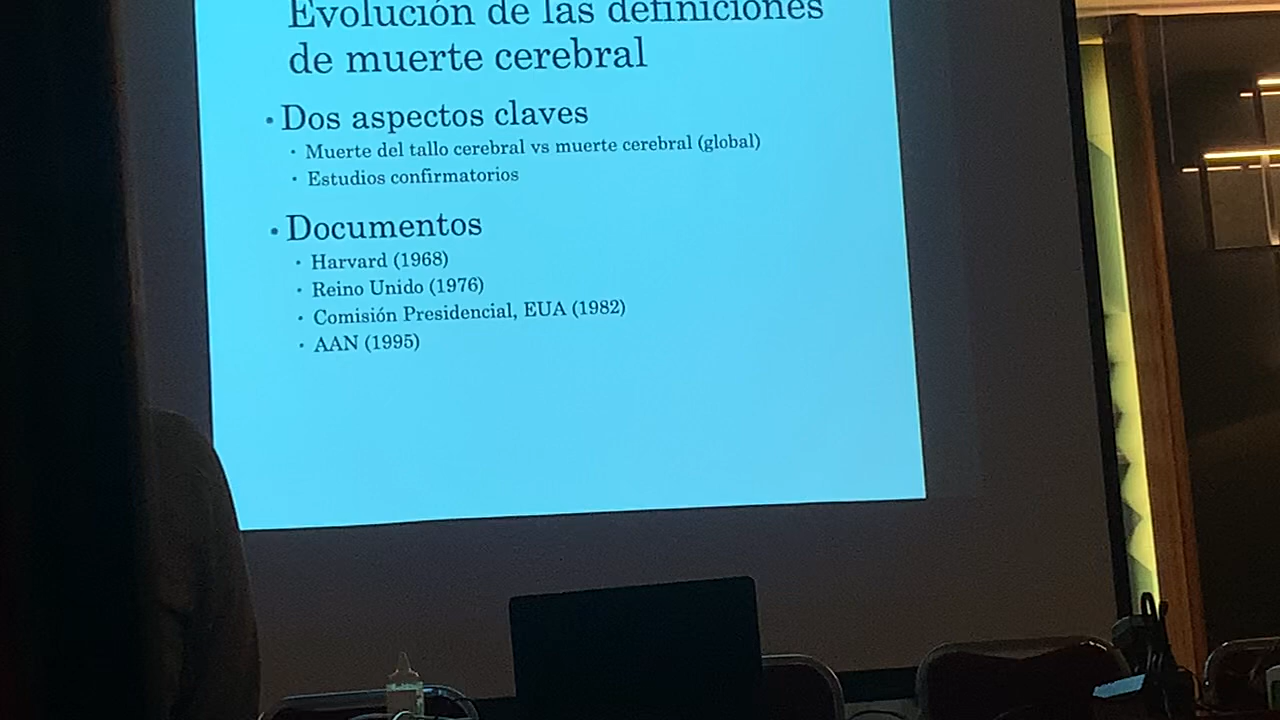 Evolución de las definiciones
de muerte cerebral
• Dos aspectos claves
• Muerte del tallo cerebral vs muerte cerebral (global)
• Estudios confirmatorios
• Documentos
• Harvard (1968)
• Reino Unido (1976)
• Comisión Presidencial, EUA (1982)
• AAN (1995)